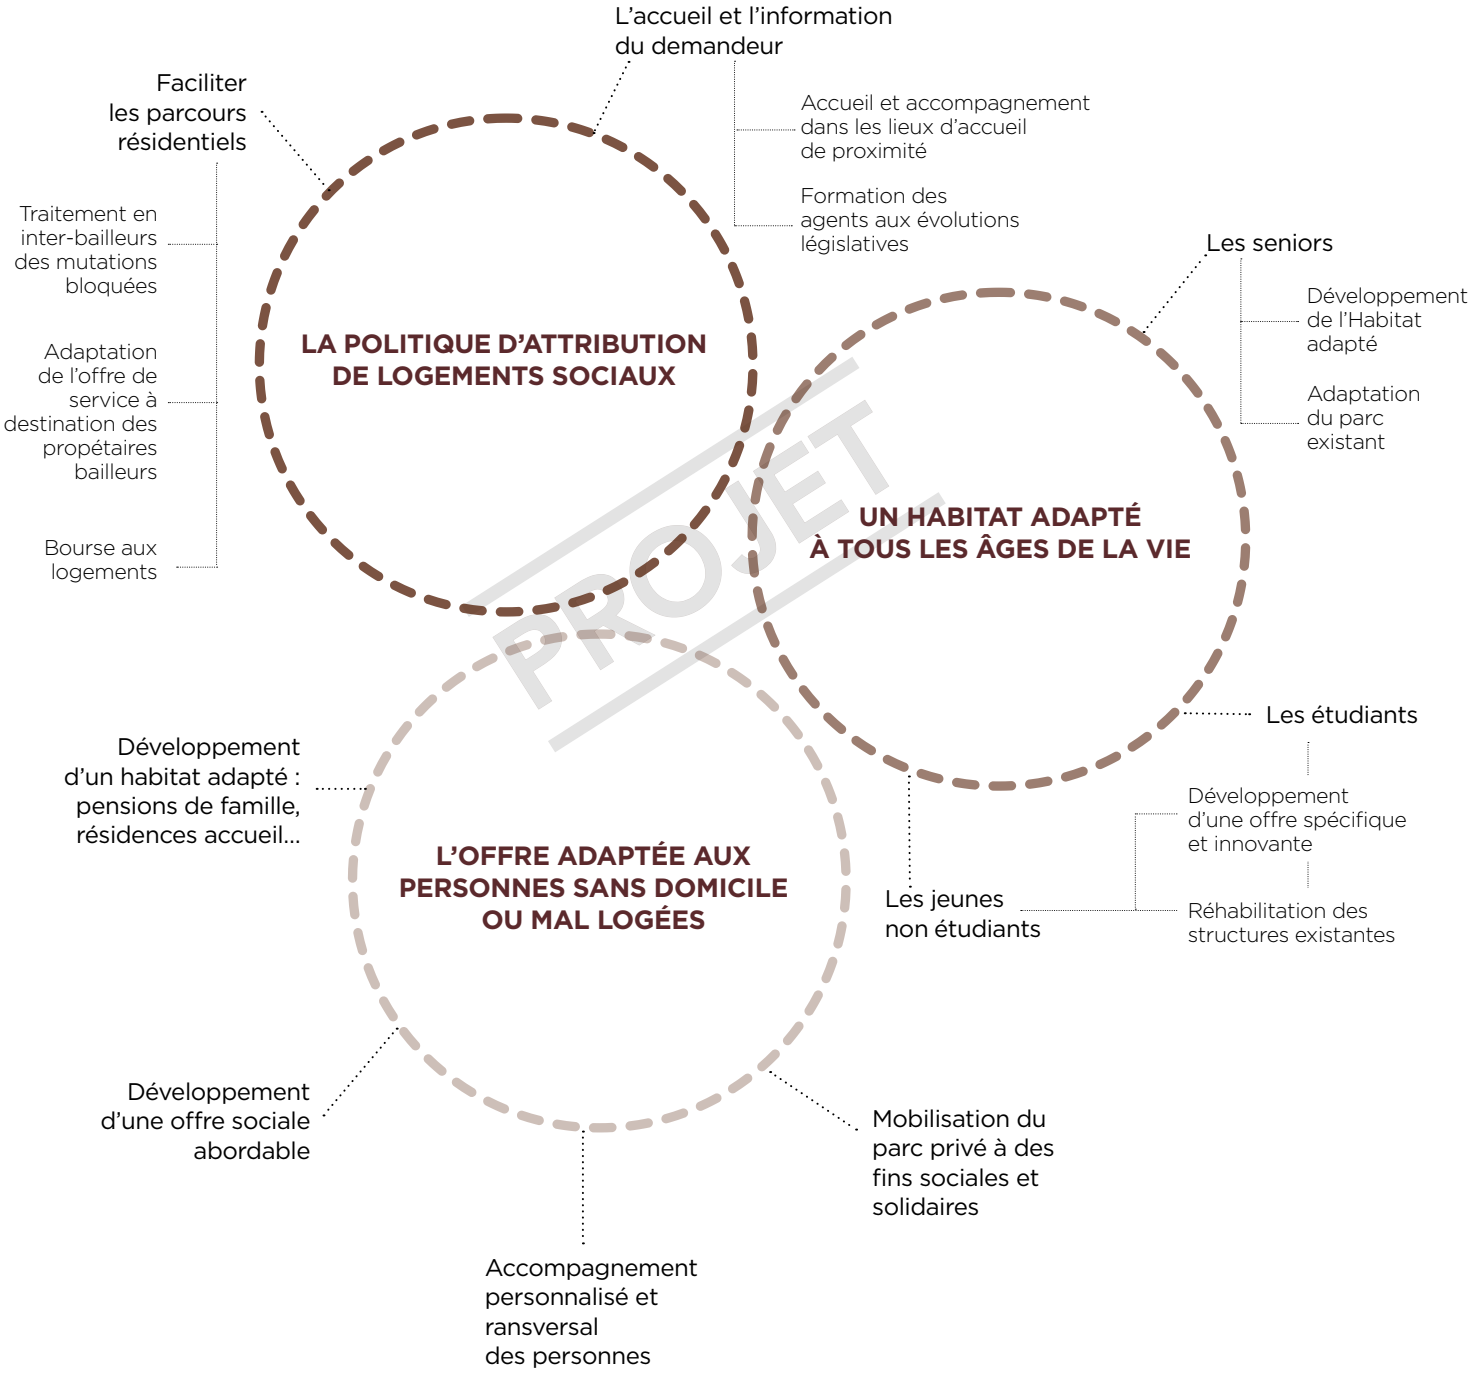 L’accueil et l’information
du demandeur
Accueil et accompagnement
dans les lieux d’accueil
de proximité
Formation des
agents aux évolutions
législatives
Faciliter
les parcours
résidentiels
Traitement en
inter-bailleurs
des mutations
bloquées
Adaptation
de l’offre de
service à
destination des
propétaires
bailleurs
Bourse aux
logements
LA POLITIQUE D’ATTRIBUTION
DE LOGEMENTS SOCIAUX
Les seniors
Développement
de l’Habitat
adapté
Adaptation
du parc
existant
UN HABITAT ADAPTÉ
À TOUS LES ÂGES DE LA VIE
PROJET
Les étudiants
Développement
d’une offre spécifique
et innovante
Réhabilitation des
structures existantes
Les jeunes
non étudiants
Développement
d’un habitat adapté :
pensions de famille,
résidences accueil...
L’OFFRE ADAPTÉE AUX
PERSONNES SANS DOMICILE
OU MAL LOGÉES
Développement
d’une offre sociale
abordable
Mobilisation du
parc privé à des
fins sociales et
solidaires
Accompagnement
personnalisé et
ransversal
des personnes